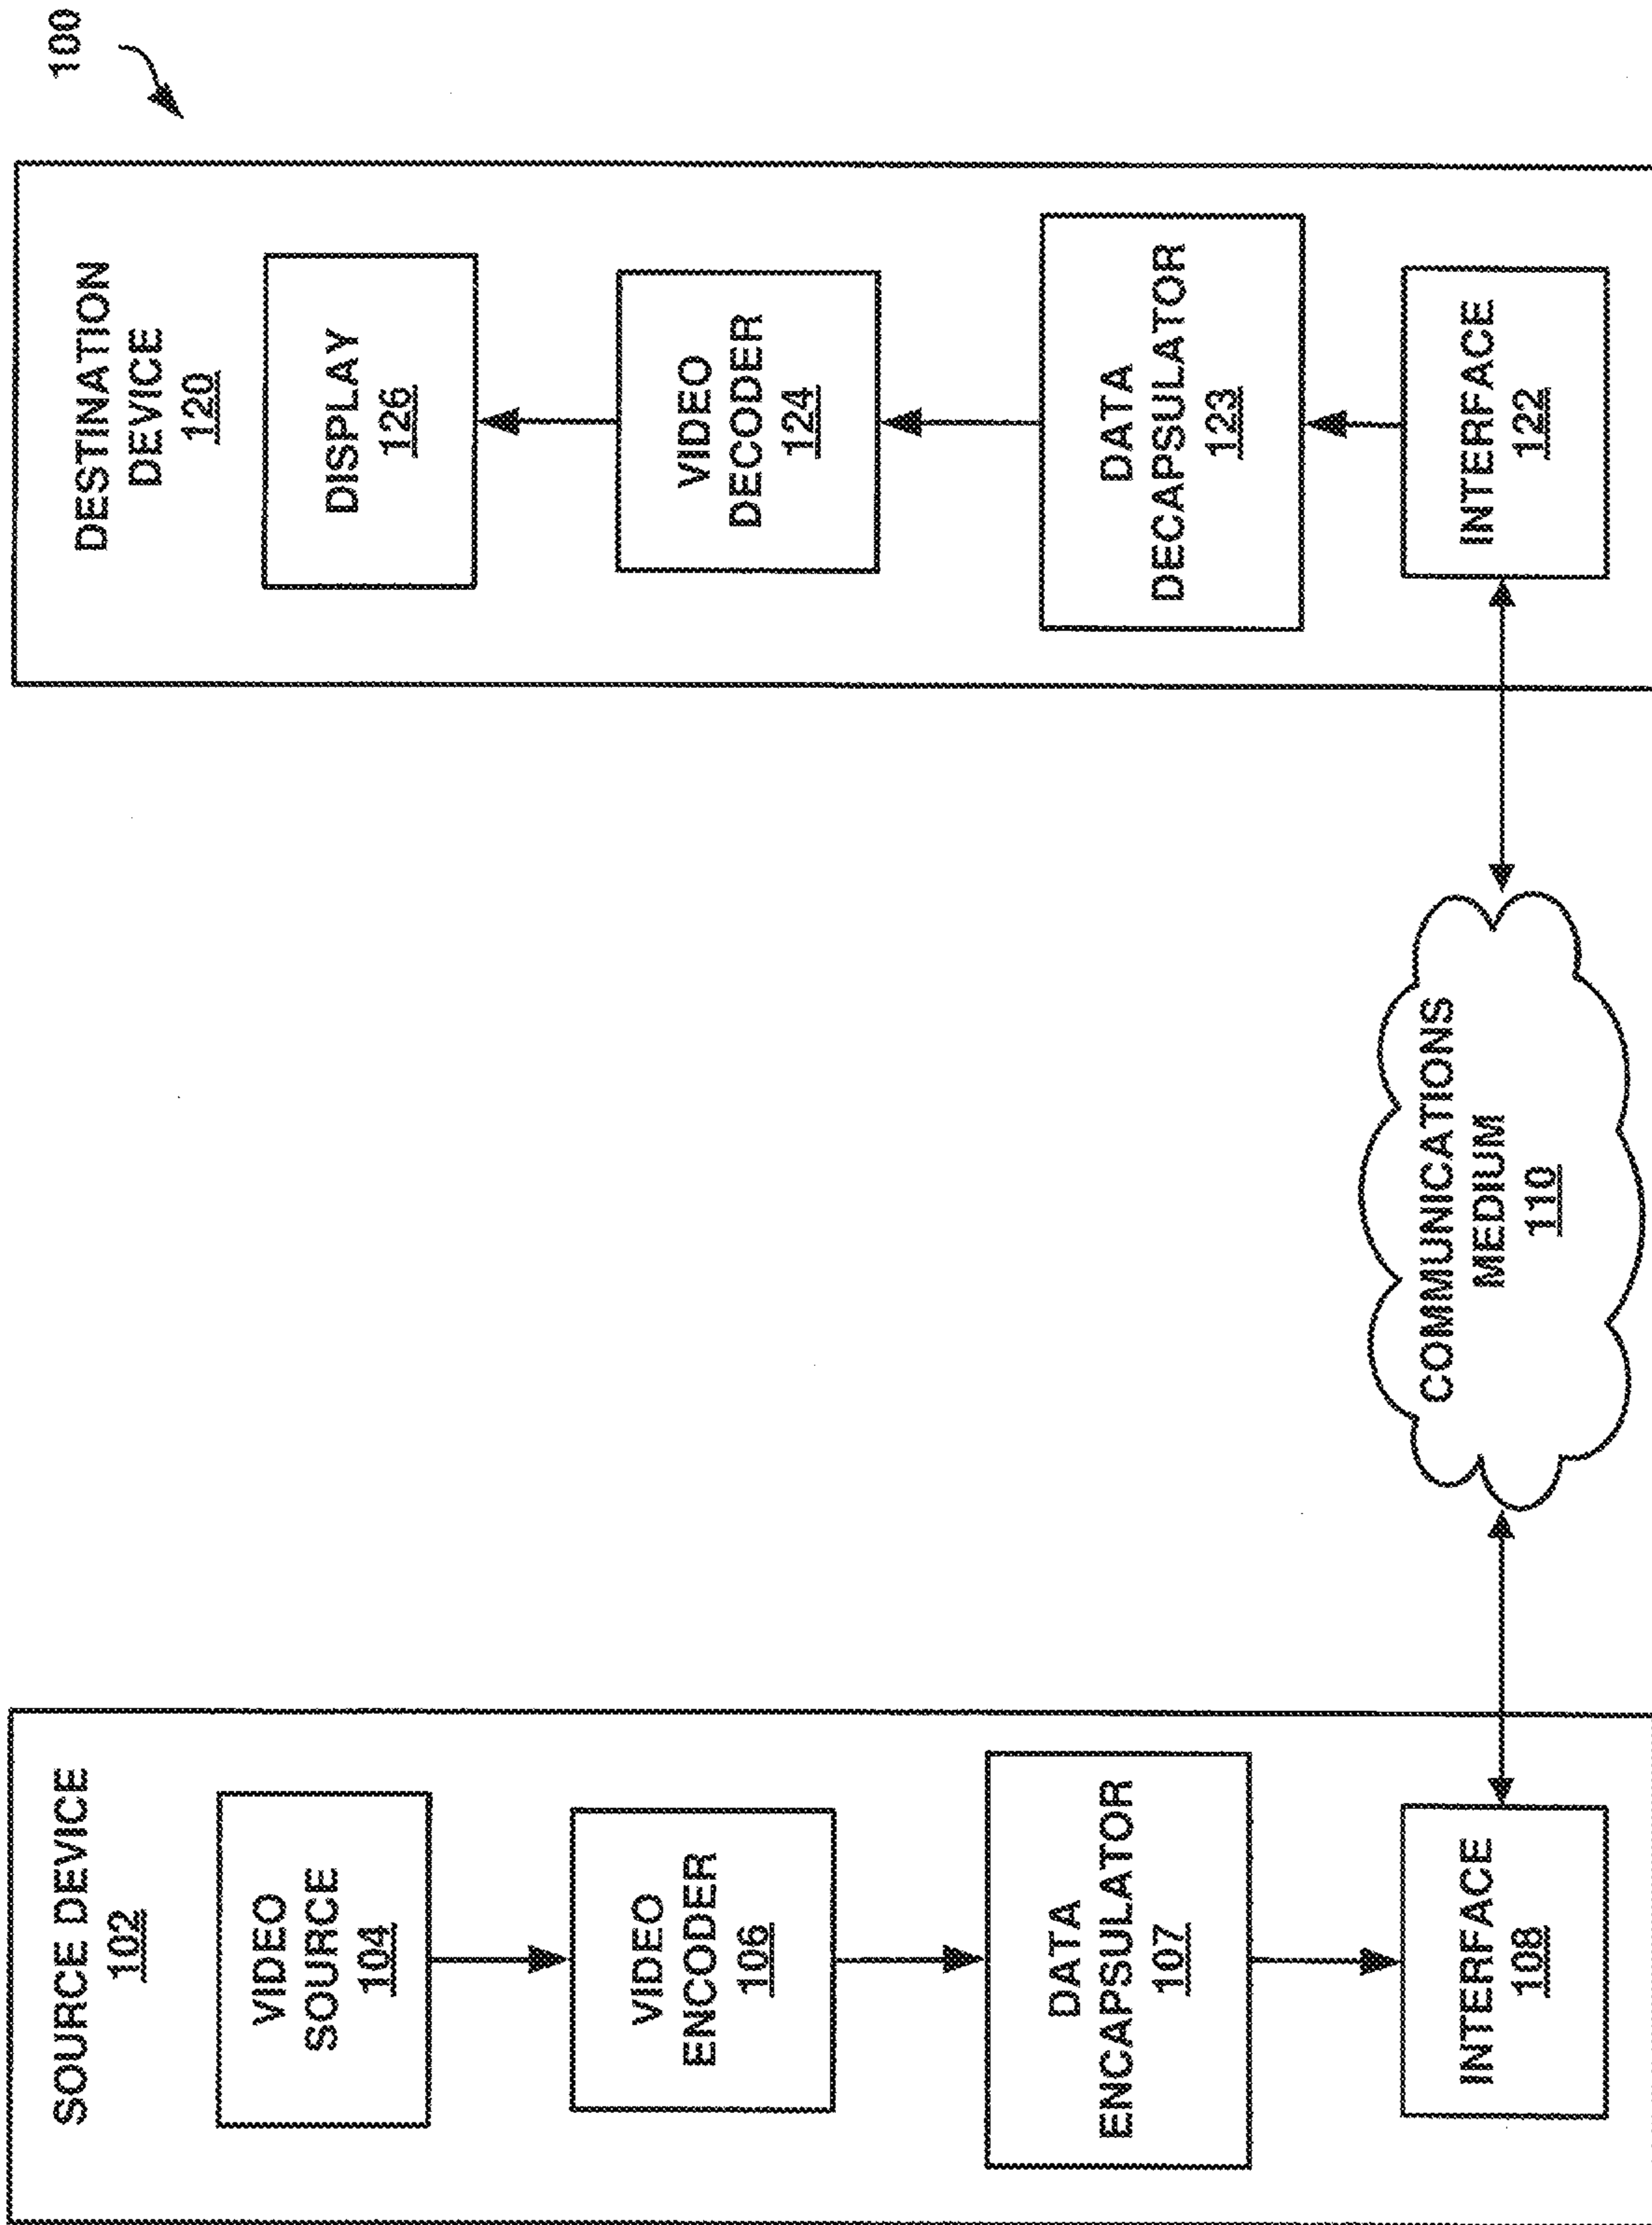 100
SOURCE DEVICE
102
VIDEO
SOURCE
104
VIDEO
ENCODER
106
DATA
ENCAPSULATOR
107
INTERFACE
108
COMMUNICATIONS
MEDIUM
110
DESTINATION
DEVICE
120
DISPLAY
126
VIDEO
DECODER
124
DATA
DECAPSULATOR
123
INTERFACE
122